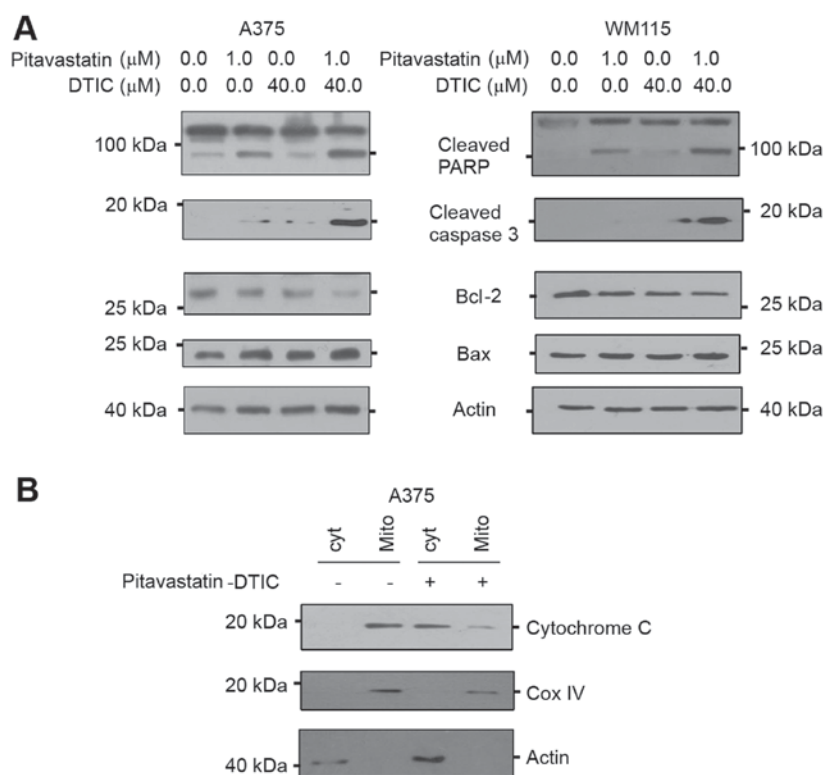 A
A375
Pitavastatin (μM) 0.0 1.0 0.0 1.0
DTIC (μM) 0.0 0.0 40.0 40.0
100 kDa
20 kDa
25 kDa
25 kDa
40 kDa
WM115
Pitavastatin (μM) 0.0 1.0 0.0 1.0
DTIC (μM) 0.0 0.0 40.0 40.0
Cleaved
PARP
100 kDa
Cleaved
caspase 3
20 kDa
Bcl-2
25 kDa
Bax
25 kDa
Actin
40 kDa
B
A375
cyt Mito cyt Mito
Pitavastatin -DTIC - - + +
20 kDa Cytochrome C
20 kDa Cox IV
40 kDa Actin